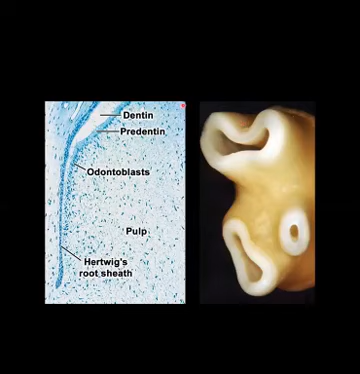 Dentin
Predentin
Odontoblasts
Pulp
Hertwig's
root sheath